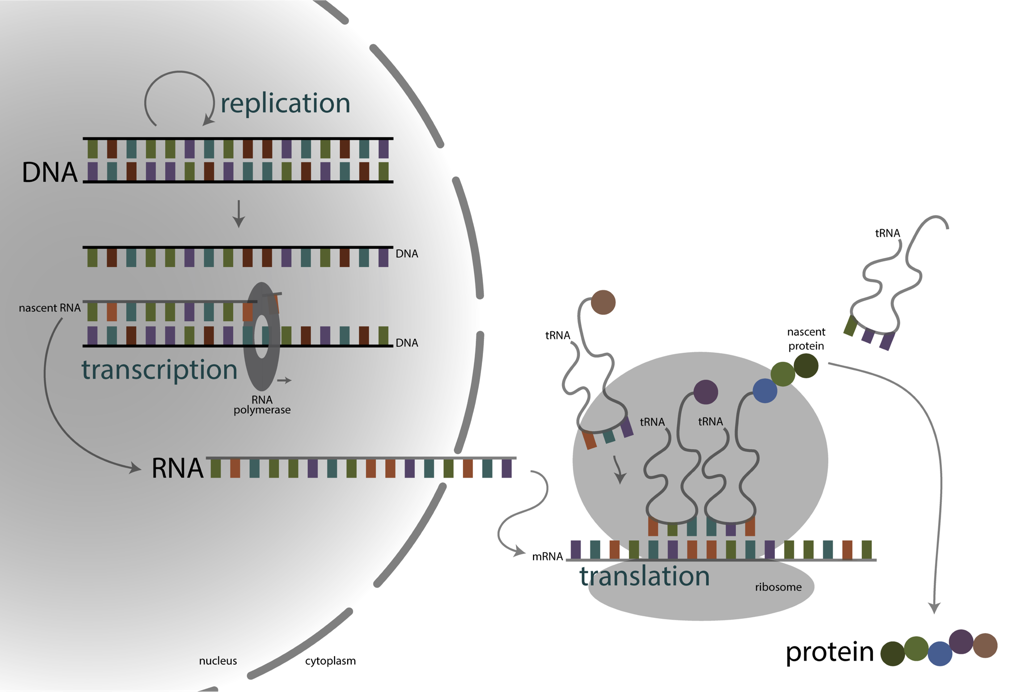 replication
DNA
DNA
nascent RNA
DNA
transcription
RNA
polymerase
RNA
nucleus
cytoplasm
tRNA
tRNA
nascent
protein
tRNA
tRNA
mRNA
translation
ribosome
protein